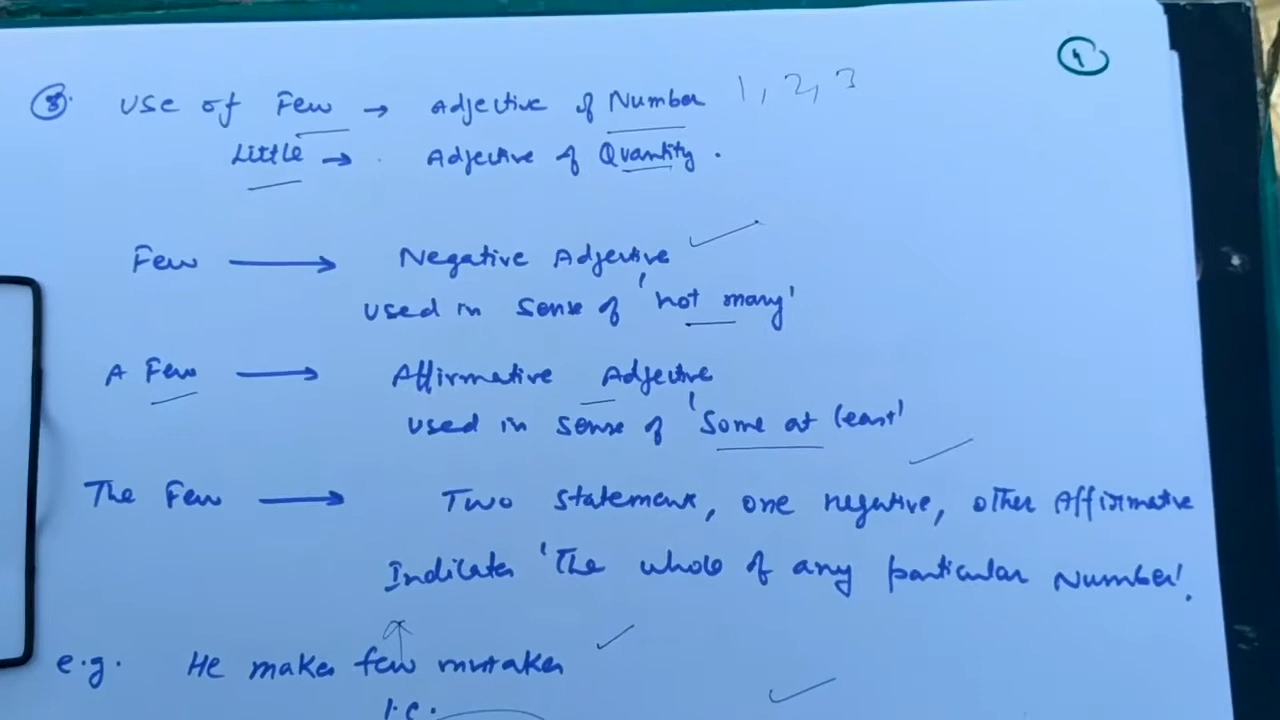 4
8. Use of Few → Adjective of Number 1, 2, 3
Little → Adjective of Quantity.
Few → Negative Adjective
used in sense of 'not many'
A Few → Affirmative Adjective
used in sense of 'Some at least'
The Few → Two statement, one negative, other Affirmative
Indicates 'The whole of any particular Number'.
e.g. He makes few mistakes
i.e.